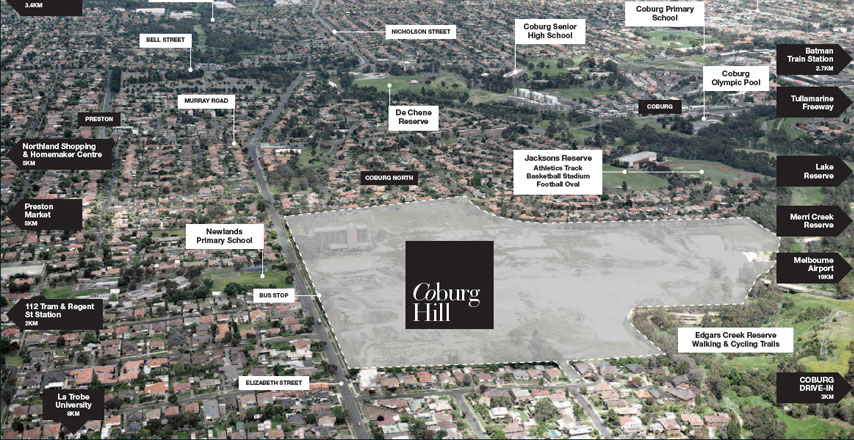 3.4KM
BELL STREET
NICHOLSON STREET
Coburg Senior
High School
Coburg Primary
School
Batman
Train Station
2.7KM
Coburg
Olympic Pool
MURRAY ROAD
De Chene
Reserve
COBURG
Tullamarine
Freeway
PRESTON
Northland Shopping
& Homemaker Centre
5KM
COBURG NORTH
Jacksons Reserve
Athletics Track
Basketball Stadium
Football Oval
Lake
Reserve
Preston
Market
5KM
Newlands
Primary School
Merri Creek
Reserve
Coburg
Hill
Melbourne
Airport
19KM
BUS STOP
112 Tram & Regent
St Station
2KM
Edgars Creek Reserve
Walking & Cycling Trails
ELIZABETH STREET
COBURG
DRIVE-IN
3KM
La Trobe
University